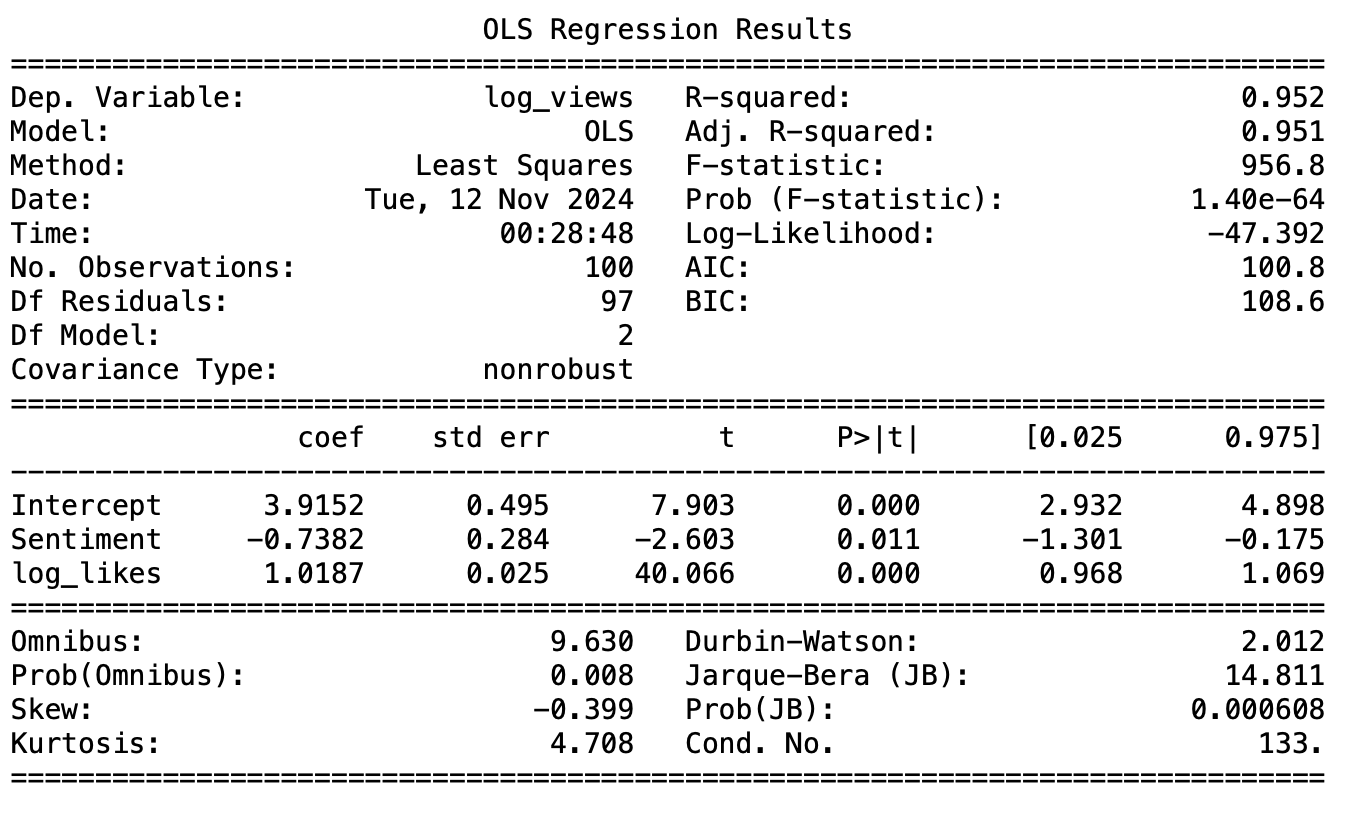 OLS Regression Results
==============================================================================
Dep. Variable:              log_views   R-squared:                       0.952
Model:                            OLS   Adj. R-squared:                  0.951
Method:                 Least Squares   F-statistic:                     956.8
Date:                Tue, 12 Nov 2024   Prob (F-statistic):           1.40e-64
Time:                        00:28:48   Log-Likelihood:                -47.392
No. Observations:                 100   AIC:                             100.8
Df Residuals:                      97   BIC:                             108.6
Df Model:                           2
Covariance Type:            nonrobust
==============================================================================
                 coef    std err          t      P>|t|      [0.025      0.975]
------------------------------------------------------------------------------
Intercept      3.9152      0.495      7.903      0.000       2.932       4.898
Sentiment     -0.7382      0.284     -2.603      0.011      -1.301      -0.175
log_likes      1.0187      0.025     40.066      0.000       0.968       1.069
==============================================================================
Omnibus:                        9.630   Durbin-Watson:                   2.012
Prob(Omnibus):                  0.008   Jarque-Bera (JB):               14.811
Skew:                          -0.399   Prob(JB):                     0.000608
Kurtosis:                       4.708   Cond. No.                         133.
==============================================================================